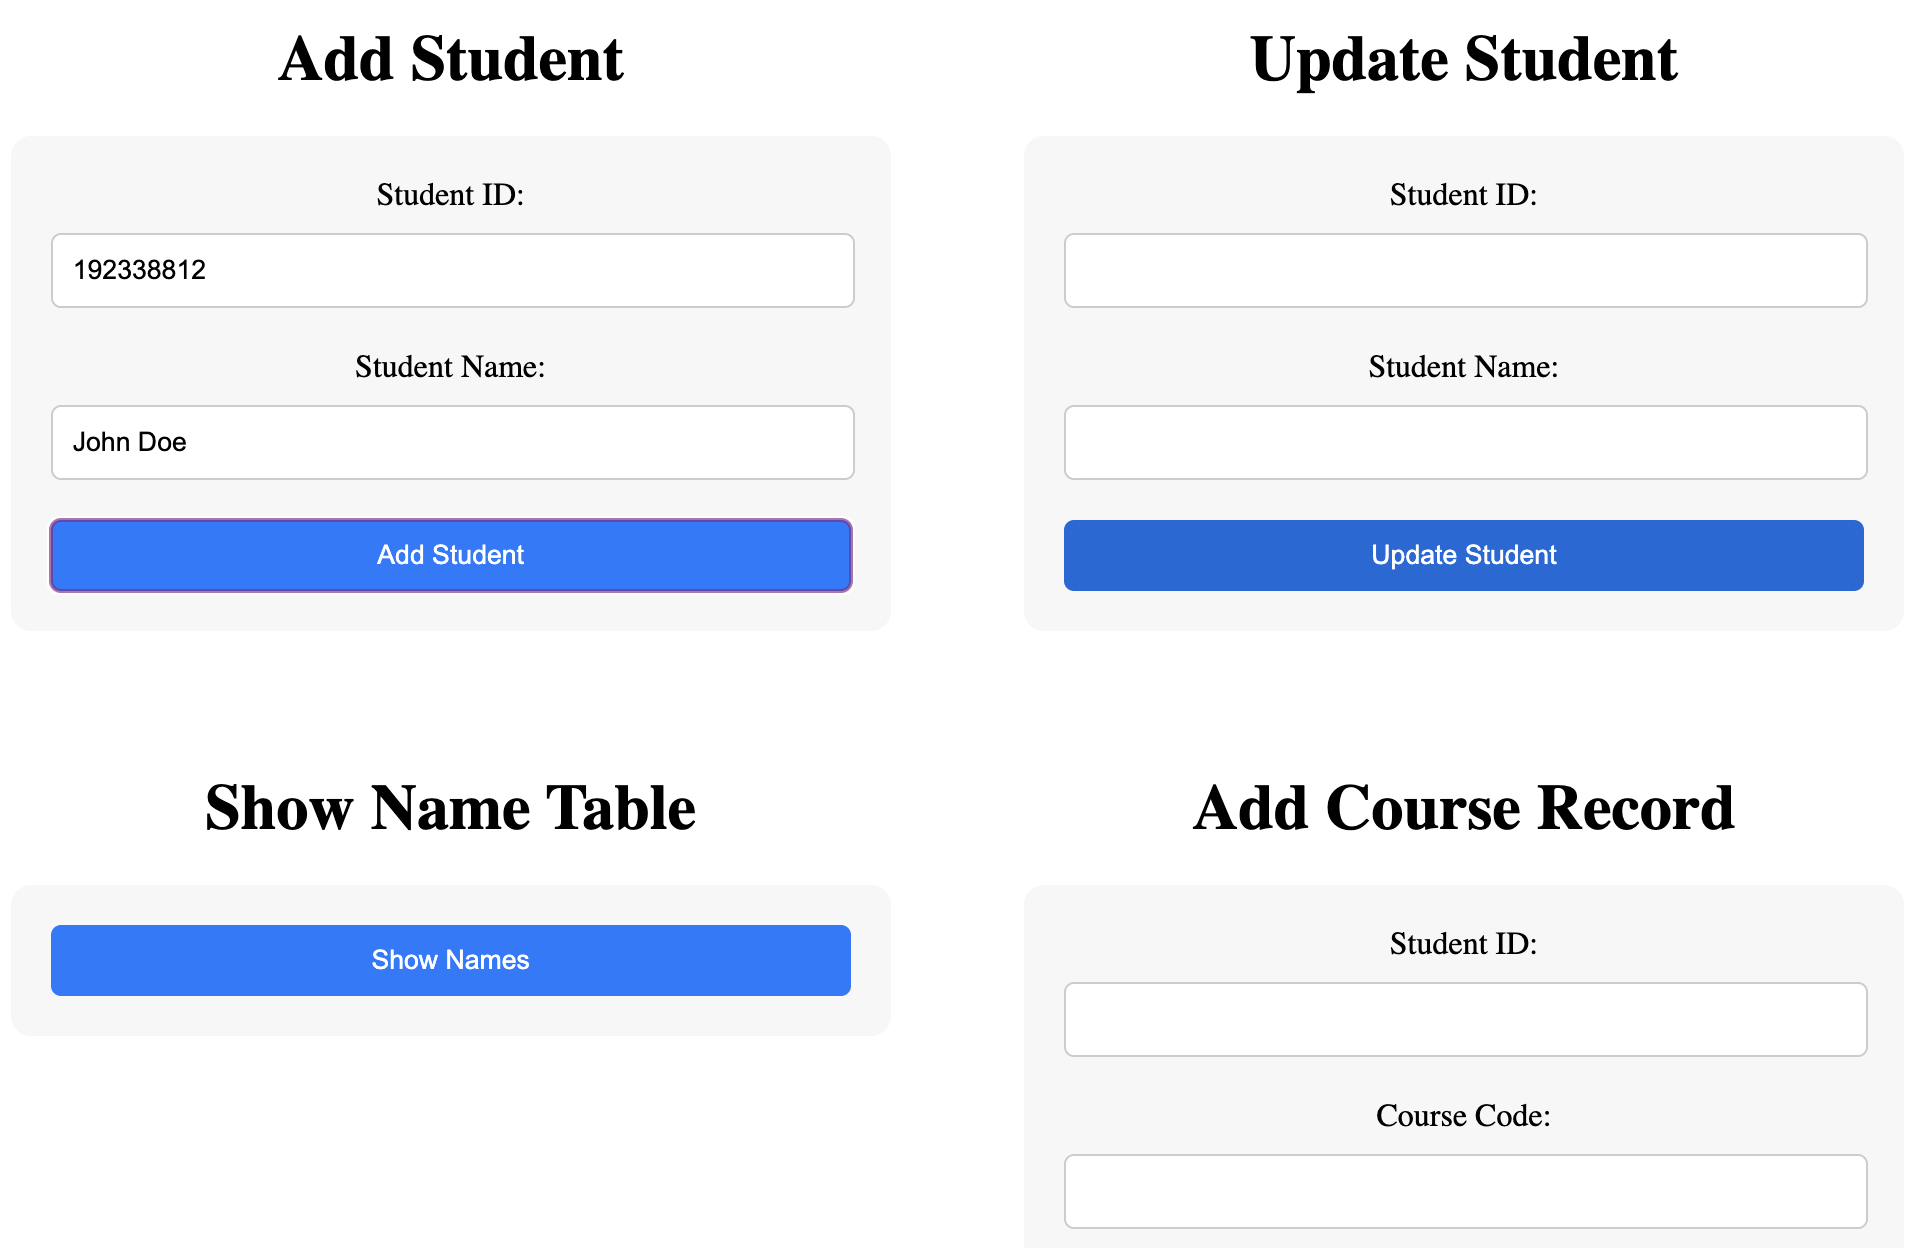 Add Student
Student ID:
192338812
Student Name:
John Doe
Add Student
Update Student
Student ID:
Student Name:
Update Student
Show Name Table
Show Names
Add Course Record
Student ID:
Course Code: